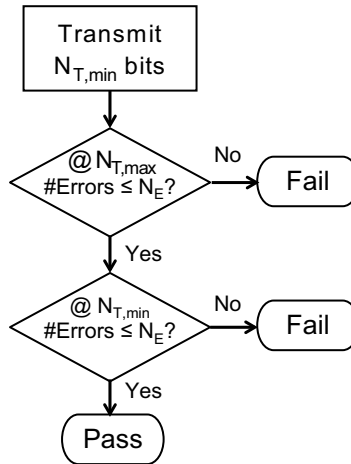 Transmit
N_T,min bits
@ N_T,max
#Errors ≤ N_E?
No
Fail
Yes
@ N_T,min
#Errors ≤ N_E?
No
Fail
Yes
Pass